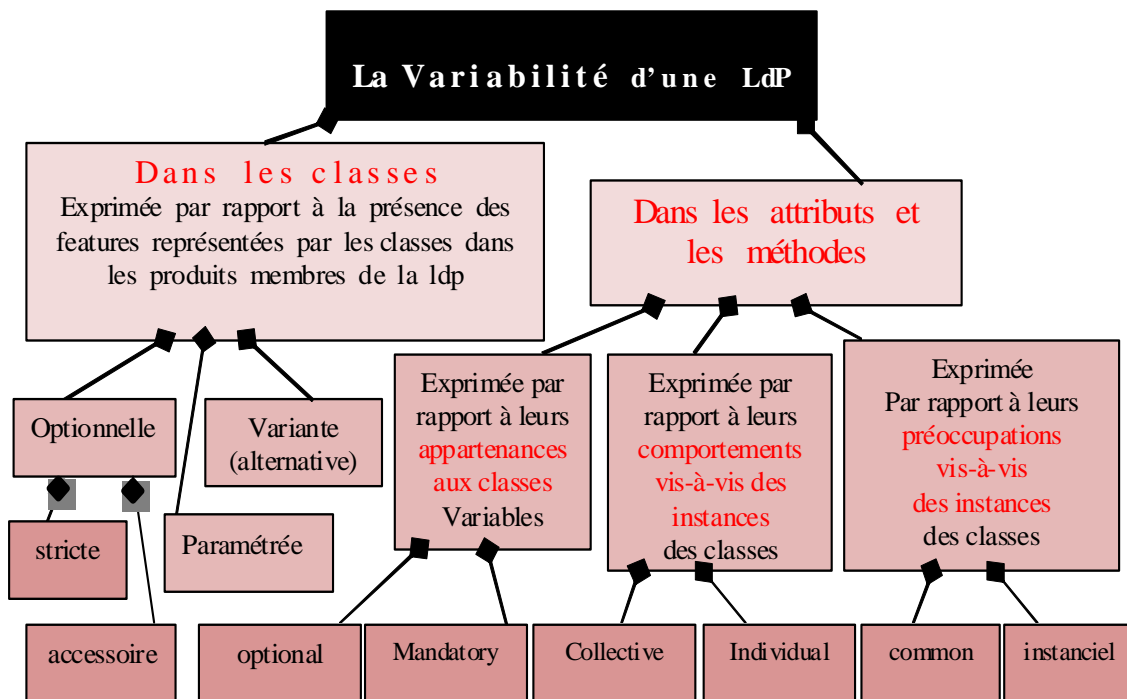 La Variabilité d'une LdP
Dans les classes
Exprimée par rapport à la présence des
features représentées par les classes dans
les produits membres de la ldp
Dans les attributs et
les méthodes
Optionnelle
Variante
(alternative)
stricte
Paramétrée
accessoire
Exprimée par
rapport à leurs
appartenances
aux classes
Variables
Exprimée par
rapport à leurs
comportements
vis-à-vis des
instances
des classes
Exprimée
Par rapport à leurs
préoccupations
vis-à-vis
des instances
des classes
optional
Mandatory
Collective
Individual
common
instanciel